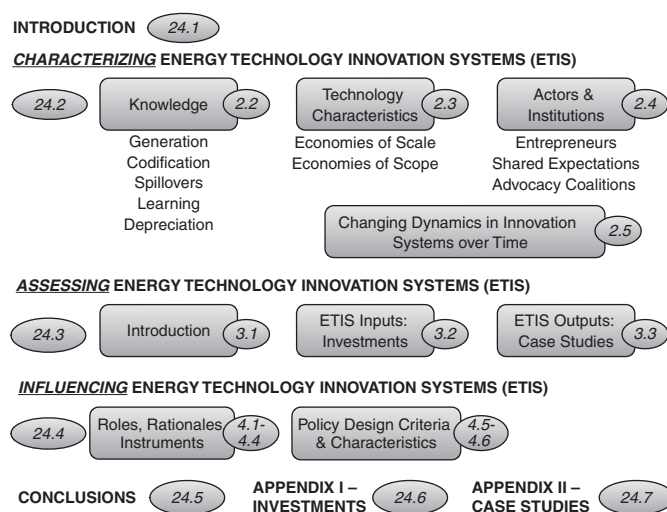 INTRODUCTION 24.1
CHARACTERIZING ENERGY TECHNOLOGY INNOVATION SYSTEMS (ETIS)
24.2
Knowledge 2.2
Generation
Codification
Spillovers
Learning
Depreciation
Technology
Characteristics 2.3
Economies of Scale
Economies of Scope
Actors &
Institutions 2.4
Entrepreneurs
Shared Expectations
Advocacy Coalitions
Changing Dynamics in Innovation
Systems over Time 2.5
ASSESSING ENERGY TECHNOLOGY INNOVATION SYSTEMS (ETIS)
24.3
Introduction 3.1
ETIS Inputs:
Investments 3.2
ETIS Outputs:
Case Studies 3.3
INFLUENCING ENERGY TECHNOLOGY INNOVATION SYSTEMS (ETIS)
24.4
Roles, Rationales,
Instruments
4.1-
4.4
Policy Design Criteria
& Characteristics
4.5-
4.6
CONCLUSIONS 24.5
APPENDIX I –
INVESTMENTS 24.6
APPENDIX II –
CASE STUDIES 24.7